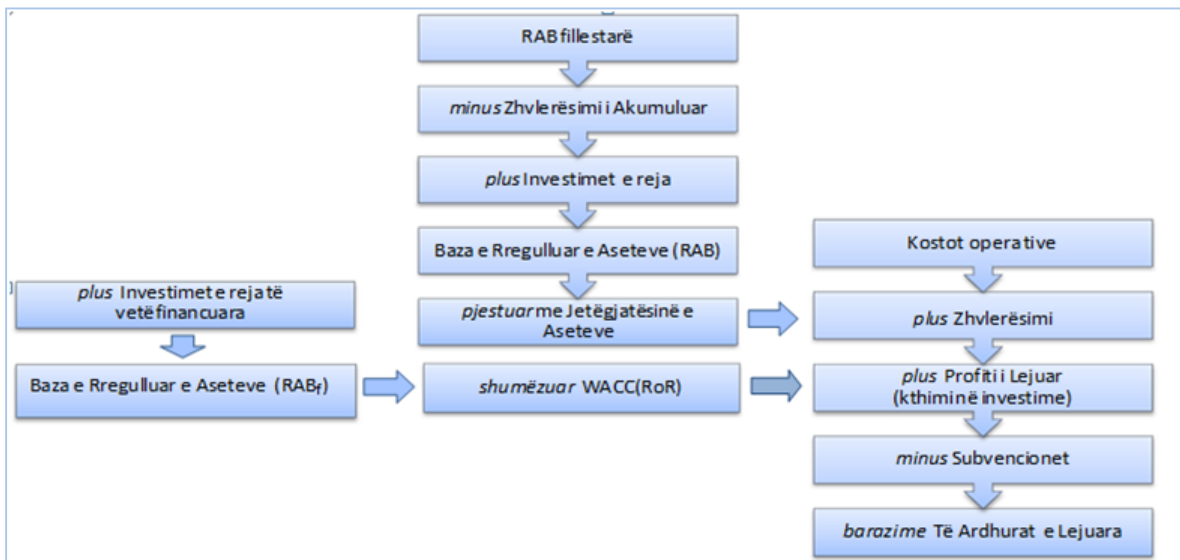 RAB fillestarë
minus Zhvlerësimi i Akumuluar
plus Investimet e reja
Baza e Rregulluar e Aseteve (RAB)
pjestuar me Jetëgjatësinë e
Aseteve
plus Investimet e reja të
vetëfinancuara
Baza e Rregulluar e Aseteve (RABf)
shumëzuar WACC(RoR)
Kostot operative
plus Zhvlerësimi
plus Profiti i Lejuar
(kthimi në investime)
minus Subvencionet
barazime Të Ardhurat e Lejuara